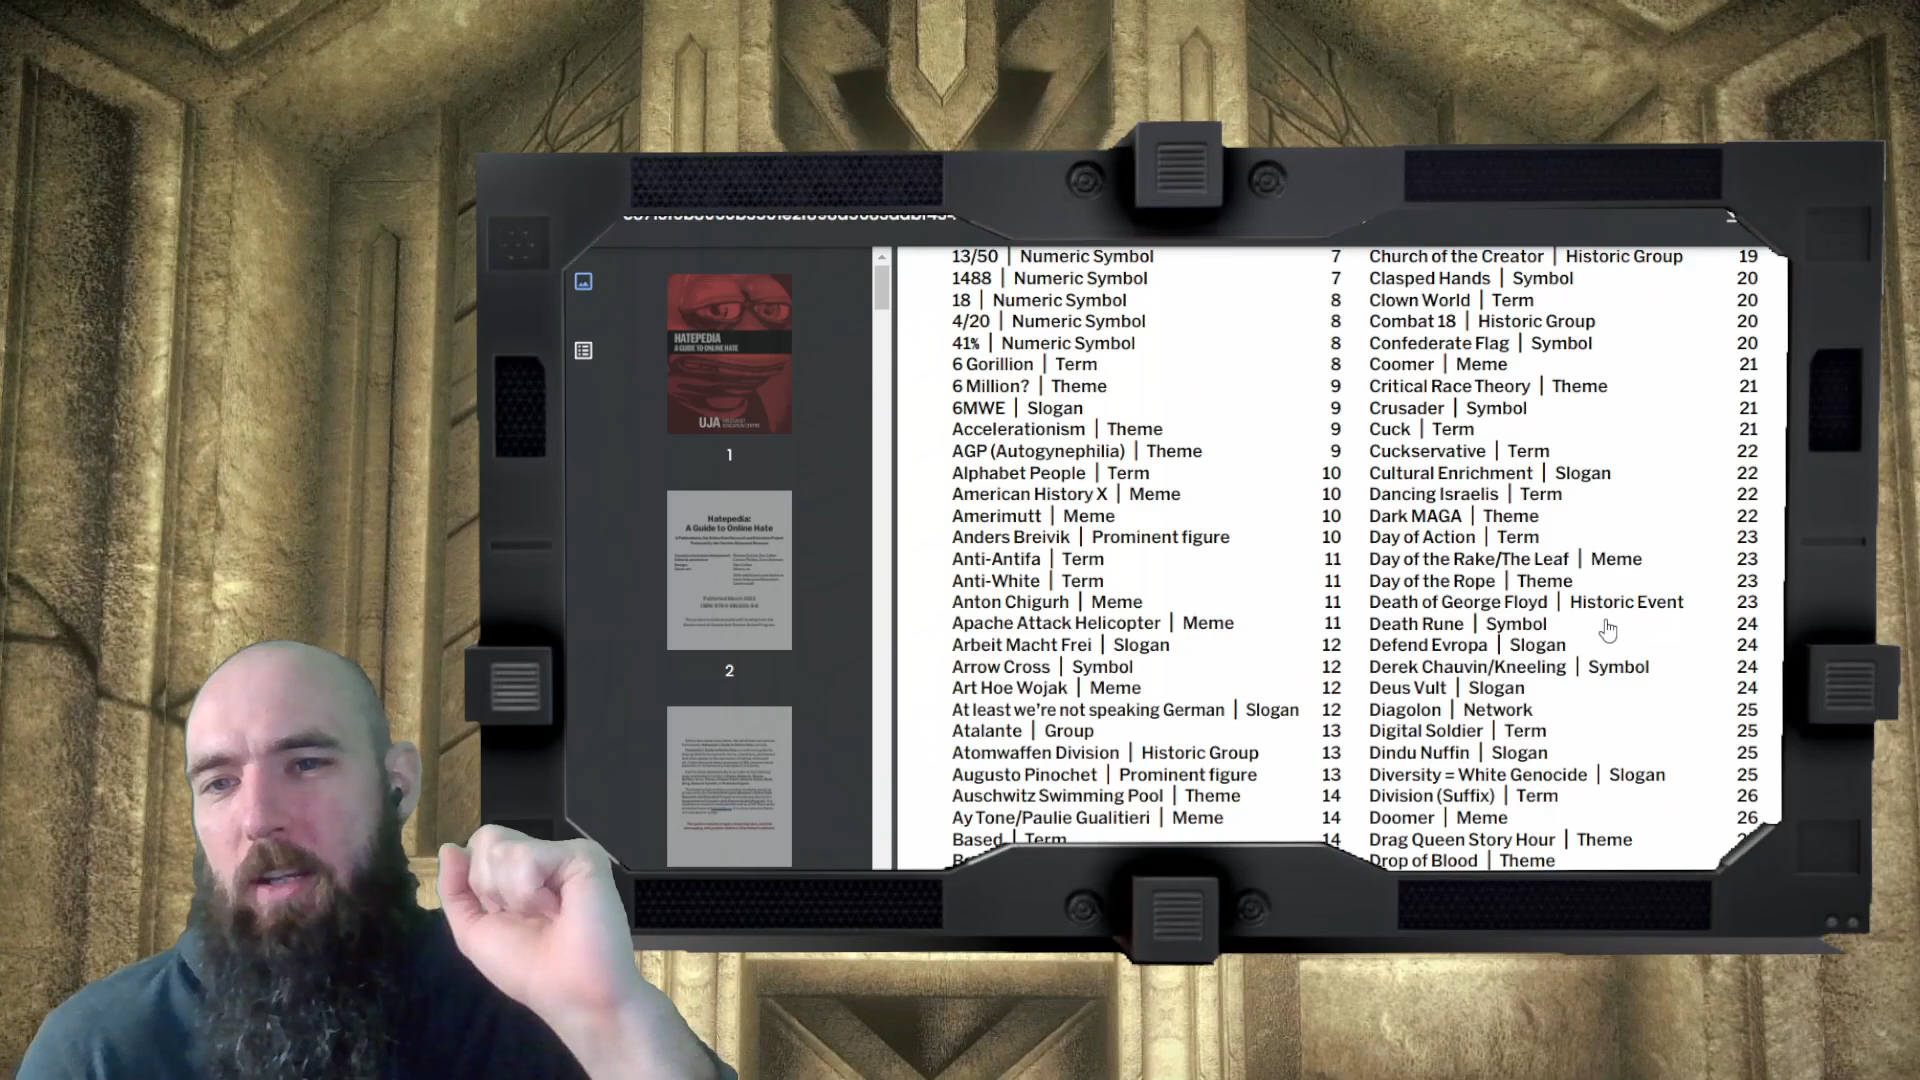 HATEPEDIA
A GUIDE TO ONLINE HATE
UJA
1
Hatepedia:
A Guide to Online Hate
2
13/50 | Numeric Symbol 7
1488 | Numeric Symbol 7
18 | Numeric Symbol 8
4/20 | Numeric Symbol 8
41% | Numeric Symbol 8
6 Gorillion | Term 8
6 Million? | Theme 9
6MWE | Slogan 9
Accelerationism | Theme 9
AGP (Autogynephilia) | Theme 9
Alphabet People | Term 10
American History X | Meme 10
Amerimutt | Meme 10
Anders Breivik | Prominent figure 10
Anti-Antifa | Term 11
Anti-White | Term 11
Anton Chigurh | Meme 11
Apache Attack Helicopter | Meme 11
Arbeit Macht Frei | Slogan 12
Arrow Cross | Symbol 12
Art Hoe Wojak | Meme 12
At least we’re not speaking German | Slogan 12
Atalante | Group 13
Atomwaffen Division | Historic Group 13
Augusto Pinochet | Prominent figure 13
Auschwitz Swimming Pool | Theme 14
Ay Tone/Paulie Gualitieri | Meme 14
Based | Term 14
Church of the Creator | Historic Group 19
Clasped Hands | Symbol 20
Clown World | Term 20
Combat 18 | Historic Group 20
Confederate Flag | Symbol 20
Coomer | Meme 21
Critical Race Theory | Theme 21
Crusader | Symbol 21
Cuck | Term 21
Cuckservative | Term 22
Cultural Enrichment | Slogan 22
Dancing Israelis | Term 22
Dark MAGA | Theme 22
Day of Action | Term 23
Day of the Rake/The Leaf | Meme 23
Day of the Rope | Theme 23
Death of George Floyd | Historic Event 23
Death Rune | Symbol 24
Defend Evropa | Slogan 24
Derek Chauvin/Kneeling | Symbol 24
Deus Vult | Slogan 24
Diagolon | Network 25
Digital Soldier | Term 25
Dindu Nuffin | Slogan 25
Diversity = White Genocide | Slogan 25
Division (Suffix) | Term 26
Doomer | Meme 26
Drag Queen Story Hour | Theme
Drop of Blood | Theme